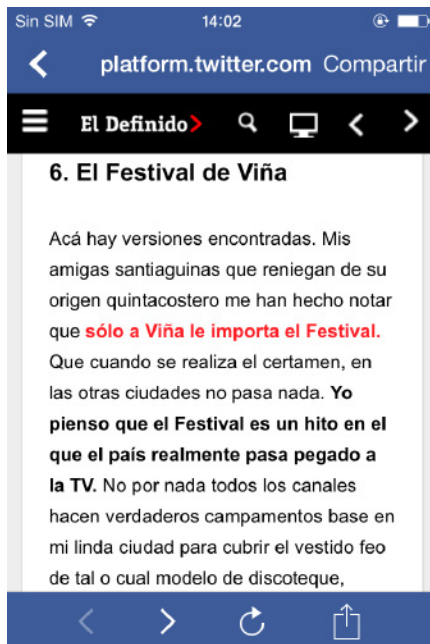 Sin SIM 14:02
platform.twitter.com Compartir
El Definido>
6. El Festival de Viña
Acá hay versiones encontradas. Mis
amigas santiaguinas que reniegan de su
origen quintacostero me han hecho notar
que sólo a Viña le importa el Festival.
Que cuando se realiza el certamen, en
las otras ciudades no pasa nada. Yo
pienso que el Festival es un hito en el
que el país realmente pasa pegado a
la TV. No por nada todos los canales
hacen verdaderos campamentos base en
mi linda ciudad para cubrir el vestido feo
de tal o cual modelo de discoteque,